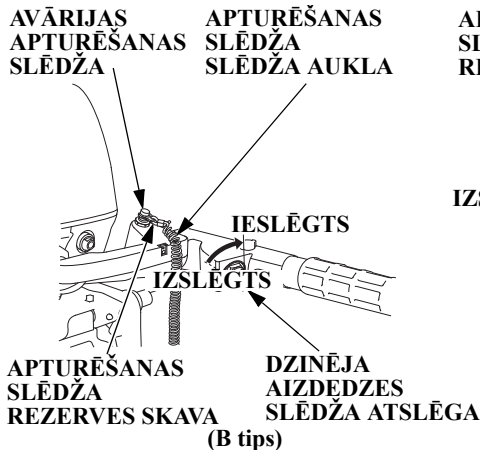 AVĀRIJAS
APTURĒŠANAS
SLĒDŽA
APTURĒŠANAS
SLĒDŽA
SLĒDŽA AUKLA
IESLĒGTS
IZSLĒGTS
APTURĒŠANAS
SLĒDŽA
REZERVES SKAVA
DZINĒJA
AIZDEDZES
SLĒDŽA ATSLĒGA
(B tips)